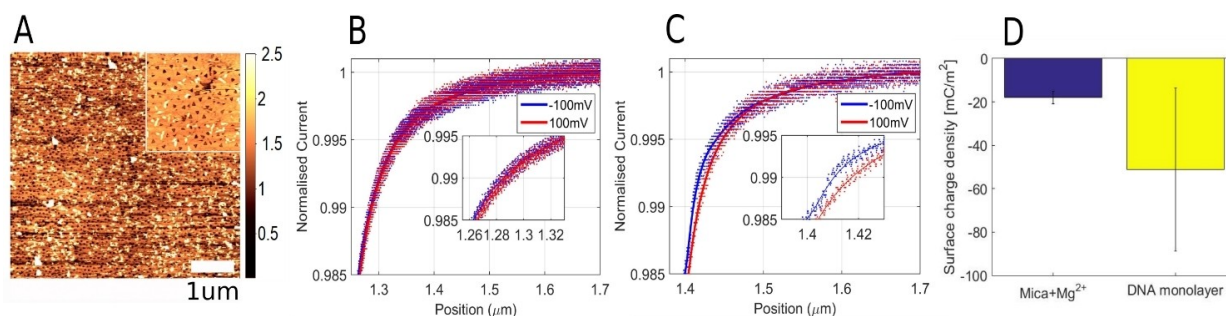 A
2.5
2
1.5
1
0.5
1um
B
Normalised Current
1
0.995
0.99
0.985
-100mV
100mV
0.995
0.99
0.985
1.26 1.28 1.3 1.32
1.3 1.4 1.5 1.6 1.7
Position (μm)
C
Normalised Current
1
0.995
0.99
0.985
-100mV
100mV
0.995
0.99
0.985
1.4 1.42
1.4 1.5 1.6 1.7
Position (μm)
D
Surface charge density [mC/m²]
0
-20
-40
-60
-80
-100
Mica+Mg²⁺ DNA monolayer